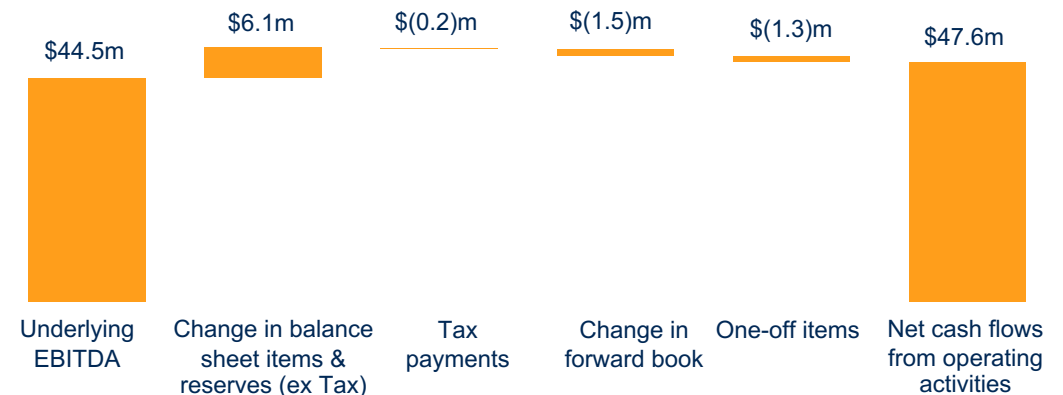 $44.5m
$6.1m
$(0.2)m
$(1.5)m
$(1.3)m
$47.6m
Underlying
EBITDA
Change in balance
sheet items &
reserves (ex Tax)
Tax
payments
Change in
forward book
One-off items
Net cash flows
from operating
activities